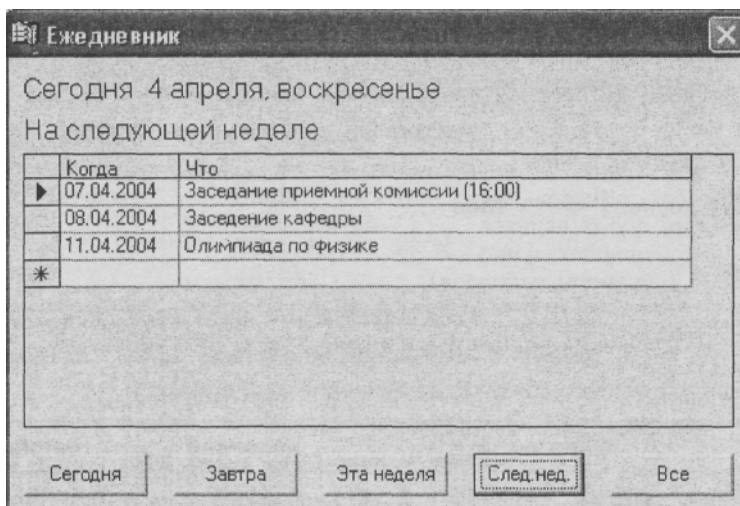 Ежедневник
Сегодня 4 апреля, воскресенье
На следующей неделе
Когда Что
07.04.2004 Заседание приемной комиссии (16:00)
08.04.2004 Заседение кафедры
11.04.2004 Олимпиада по физике
Сегодня Завтра Эта неделя След.нед. Все